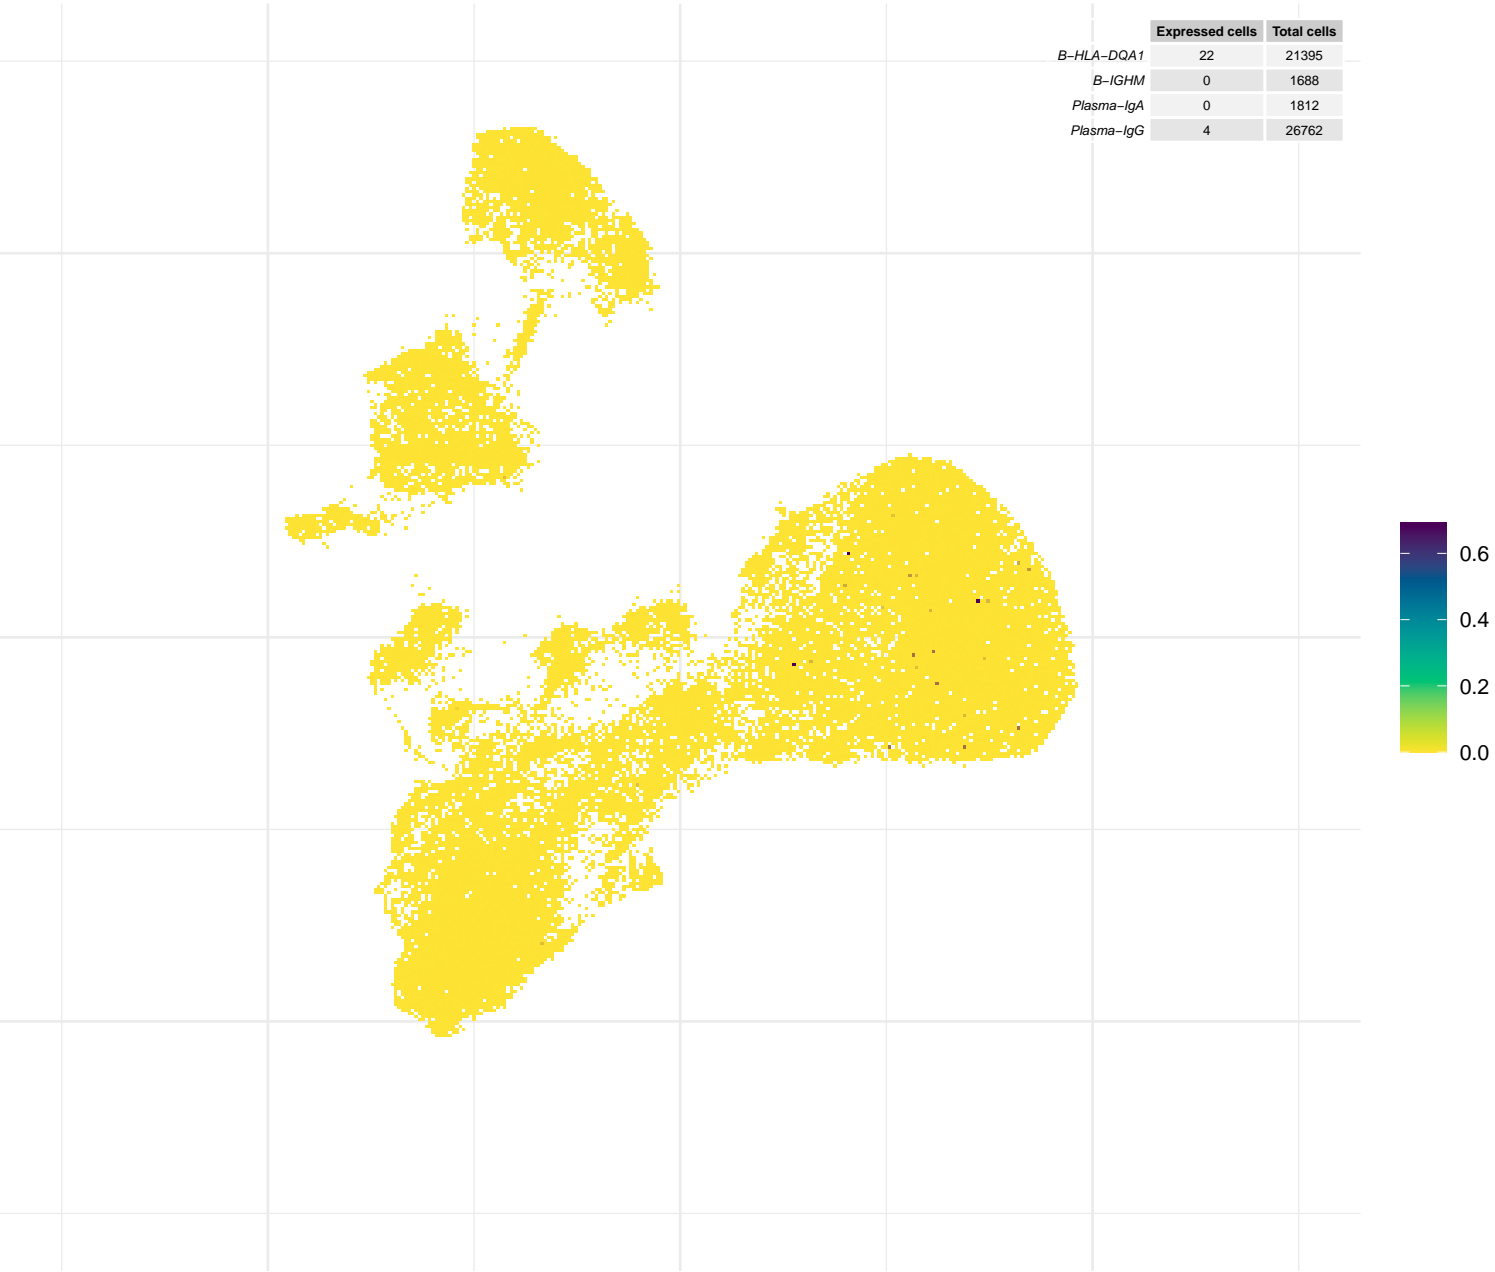 Expressed cells Total cells
B−HLA−DQA1 22 21395
B−IGHM 0 1688
Plasma−IgA 0 1812
Plasma−IgG 4 26762
0.6
0.4
0.2
0.0